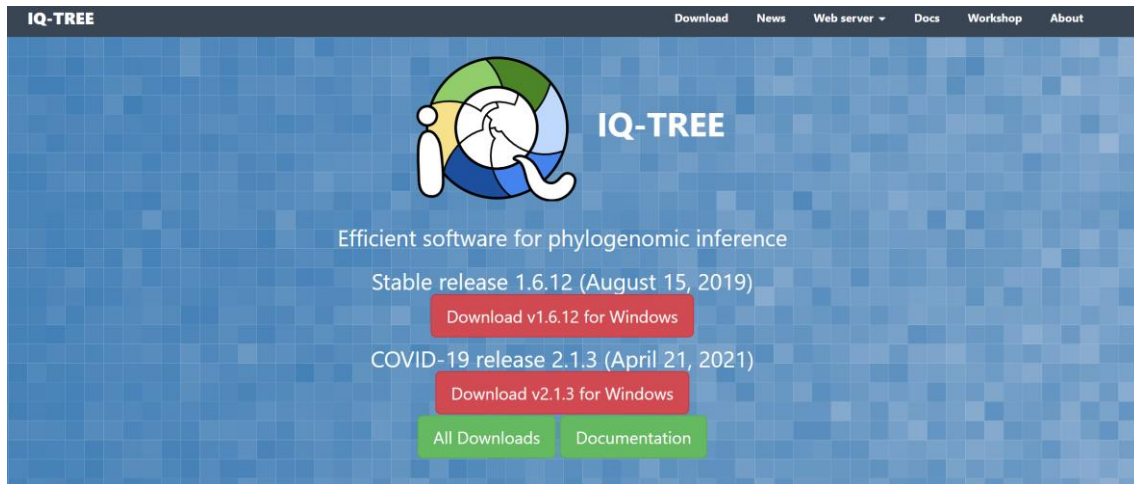 IQ-TREE Download News Web server Docs Workshop About
IQ-TREE
Efficient software for phylogenomic inference
Stable release 1.6.12 (August 15, 2019)
Download v1.6.12 for Windows
COVID-19 release 2.1.3 (April 21, 2021)
Download v2.1.3 for Windows
All Downloads Documentation